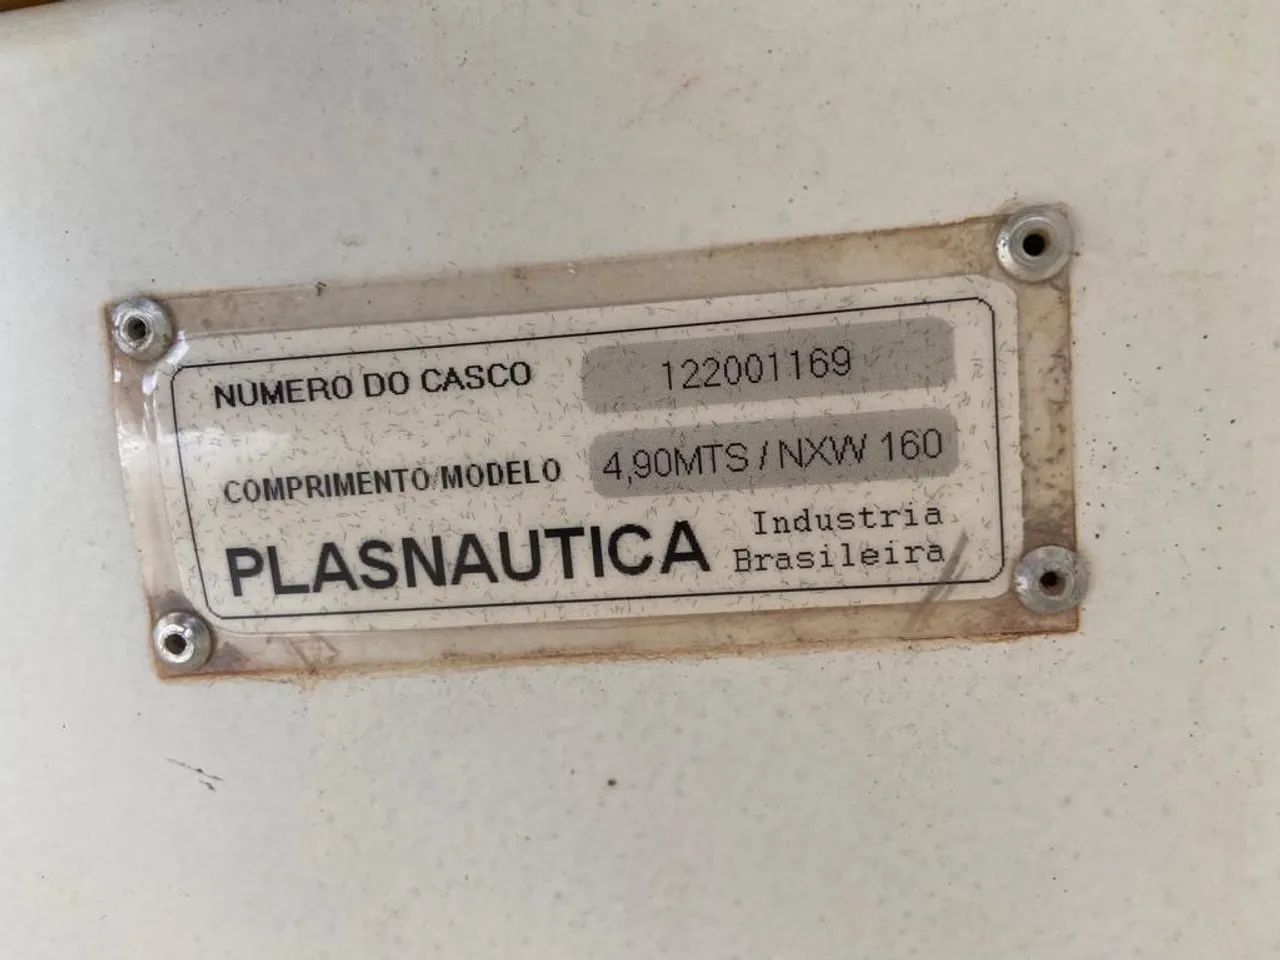 NUMERO DO CASCO 122001169
COMPRIMENTO/MODELO 4,90MTS / NXW 160
PLASNAUTICA Industria
Brasileira